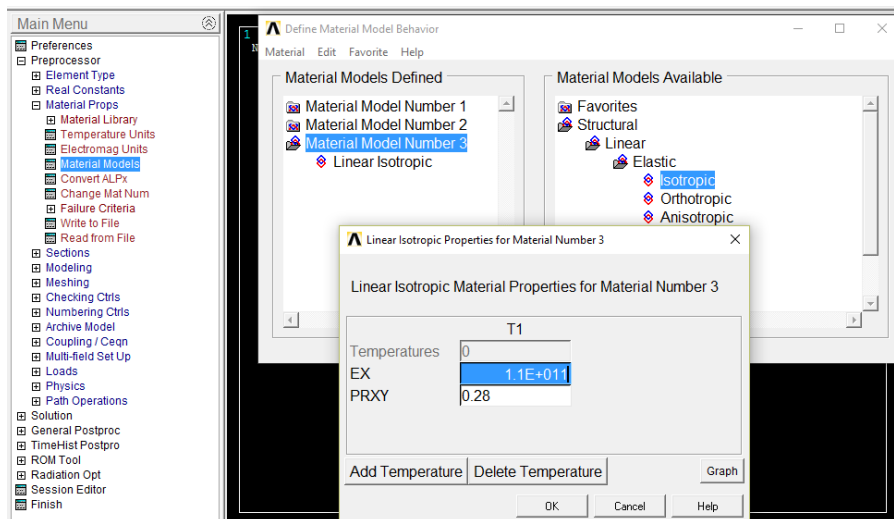 Main Menu
Preferences
Preprocessor
Element Type
Real Constants
Material Props
Material Library
Temperature Units
Electromag Units
Material Models
Convert ALPx
Change Mat Num
Failure Criteria
Write to File
Read from File
Sections
Modeling
Meshing
Checking Ctrls
Numbering Ctrls
Archive Model
Coupling / Ceqn
Multi-field Set Up
Loads
Physics
Path Operations
Solution
General Postproc
TimeHist Postpro
ROM Tool
Radiation Opt
Session Editor
Finish
1
N
Define Material Model Behavior
Material Edit Favorite Help
Material Models Defined
Material Model Number 1
Material Model Number 2
Material Model Number 3
Linear Isotropic
Material Models Available
Favorites
Structural
Linear
Elastic
Isotropic
Orthotropic
Anisotropic
Linear Isotropic Properties for Material Number 3
Linear Isotropic Material Properties for Material Number 3
T1
Temperatures 0
EX 1.1E+011
PRXY 0.28
Add Temperature Delete Temperature Graph
OK Cancel Help